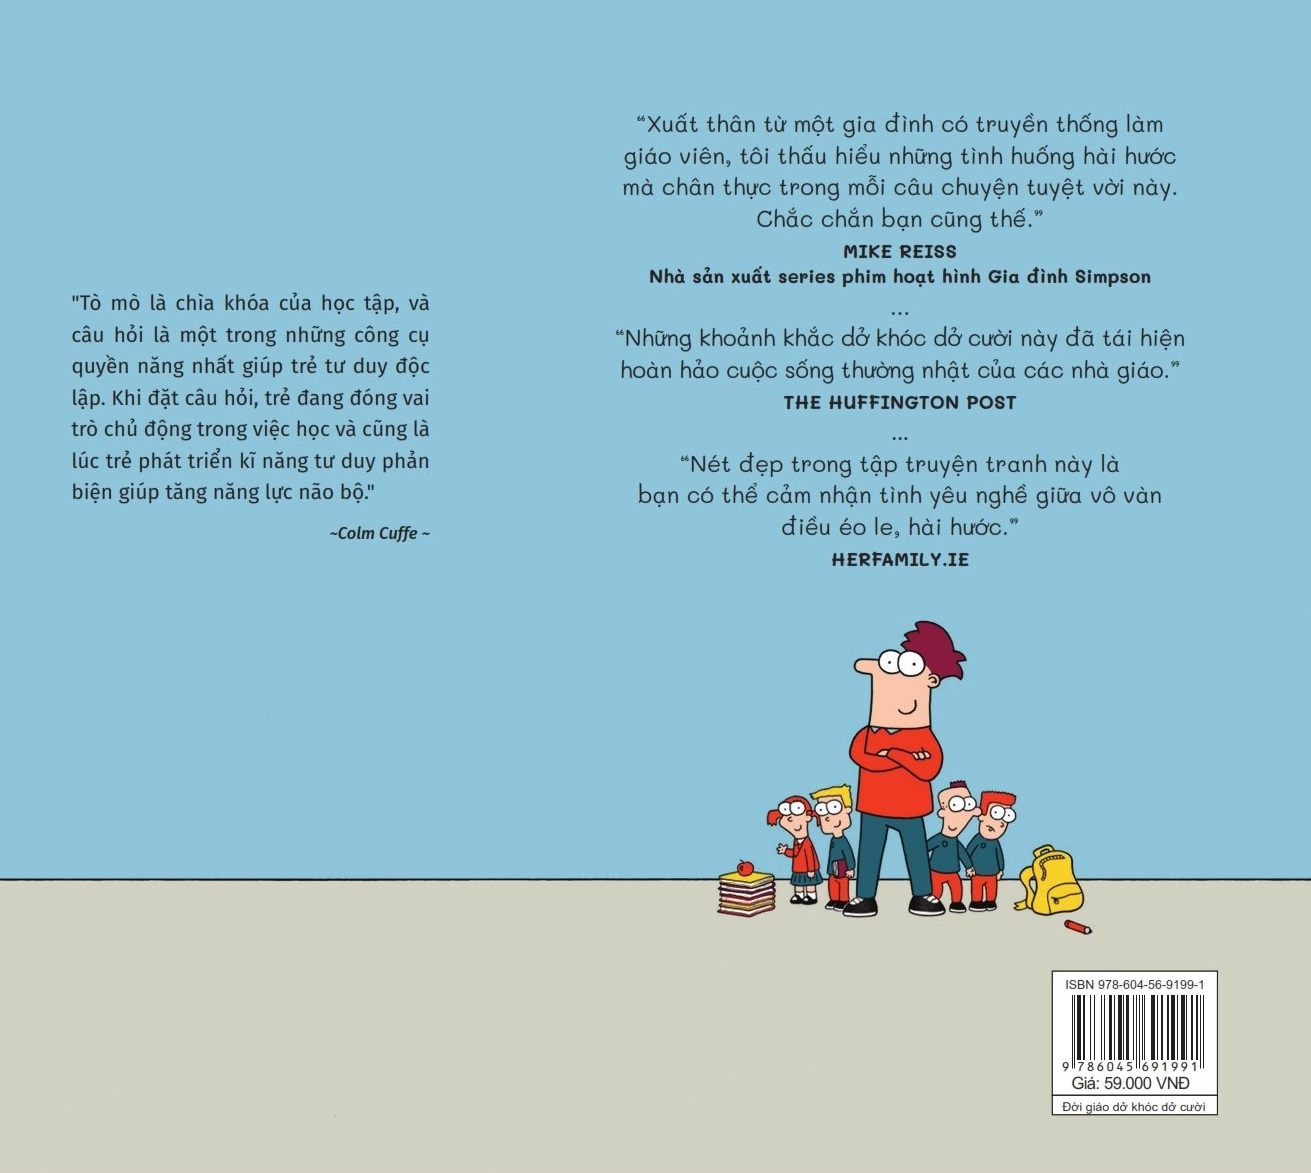 "Tò mò là chìa khóa của học tập, và
câu hỏi là một trong những công cụ
quyền năng nhất giúp trẻ tư duy độc
lập. Khi đặt câu hỏi, trẻ đang đóng vai
trò chủ động trong việc học và cũng là
lúc trẻ phát triển kĩ năng tư duy phản
biện giúp tăng năng lực não bộ."
~Colm Cuffe ~
“Xuất thân từ một gia đình có truyền thống làm
giáo viên, tôi thấu hiểu những tình huống hài hước
mà chân thực trong mỗi câu chuyện tuyệt vời này.
Chắc chắn bạn cũng thế.”
MIKE REISS
Nhà sản xuất series phim hoạt hình Gia đình Simpson
...
“Những khoảnh khắc dở khóc dở cười này đã tái hiện
hoàn hảo cuộc sống thường nhật của các nhà giáo.”
THE HUFFINGTON POST
...
“Nét đẹp trong tập truyện tranh này là
bạn có thể cảm nhận tình yêu nghề giữa vô vàn
điều éo le, hài hước.”
HERFAMILY.IE
ISBN 978-604-56-9199-1
9 786045 691991
Giá: 59.000 VNĐ
Đời giáo dở khóc dở cười